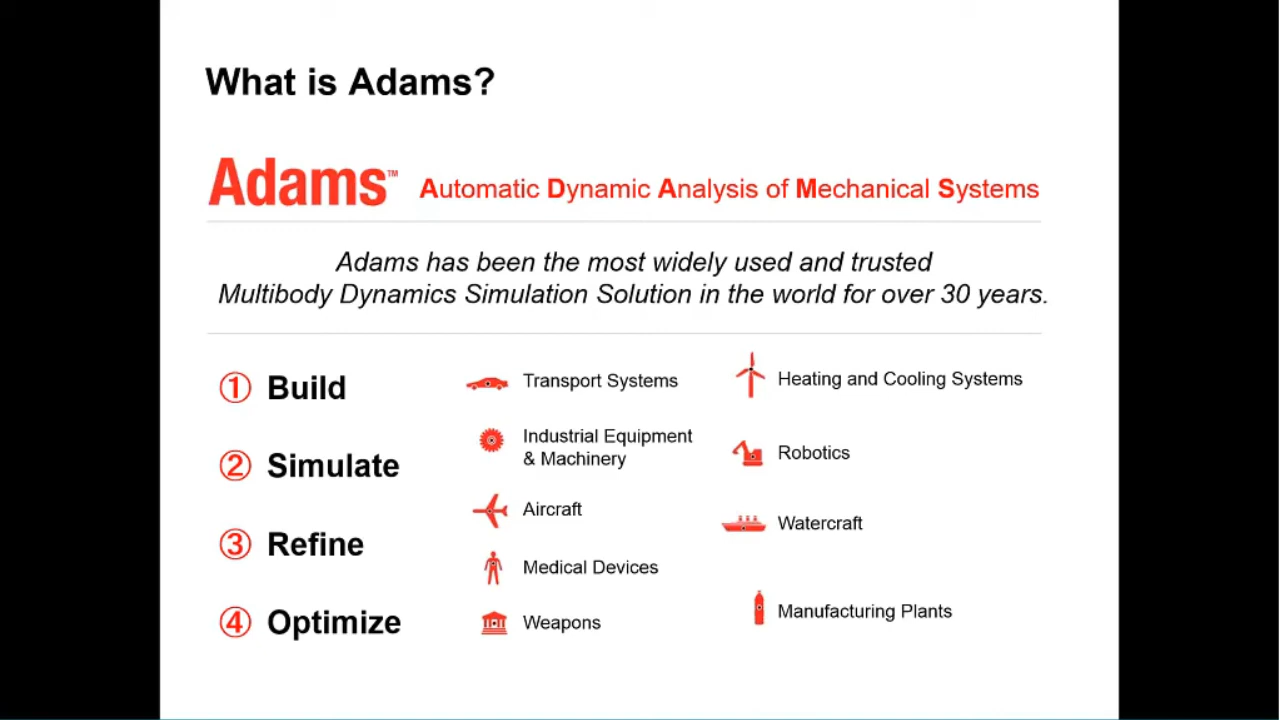 What is Adams?
Adams™ Automatic Dynamic Analysis of Mechanical Systems
Adams has been the most widely used and trusted
Multibody Dynamics Simulation Solution in the world for over 30 years.
① Build
② Simulate
③ Refine
④ Optimize
Transport Systems
Industrial Equipment
& Machinery
Aircraft
Medical Devices
Weapons
Heating and Cooling Systems
Robotics
Watercraft
Manufacturing Plants